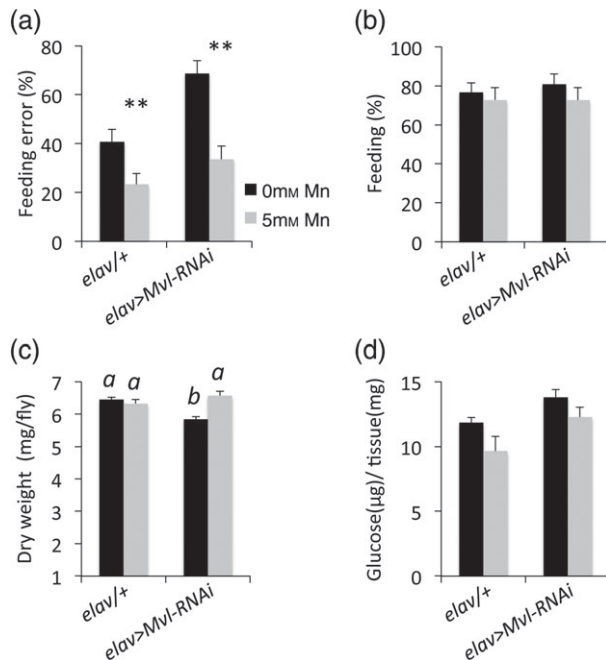 (a)
Feeding error (%)
80
60
40
20
0
**
**
0mM Mn
5mM Mn
elav/+
elav>Mvl-RNAi
(b)
Feeding (%)
100
80
60
40
20
0
elav/+
elav>Mvl-RNAi
(c)
Dry weight (mg/fly)
7
6
5
4
3
2
1
a a
b
a
elav/+
elav>Mvl-RNAi
(d)
Glucose(µg)/ tissue(mg)
15
10
5
0
elav/+
elav>Mvl-RNAi